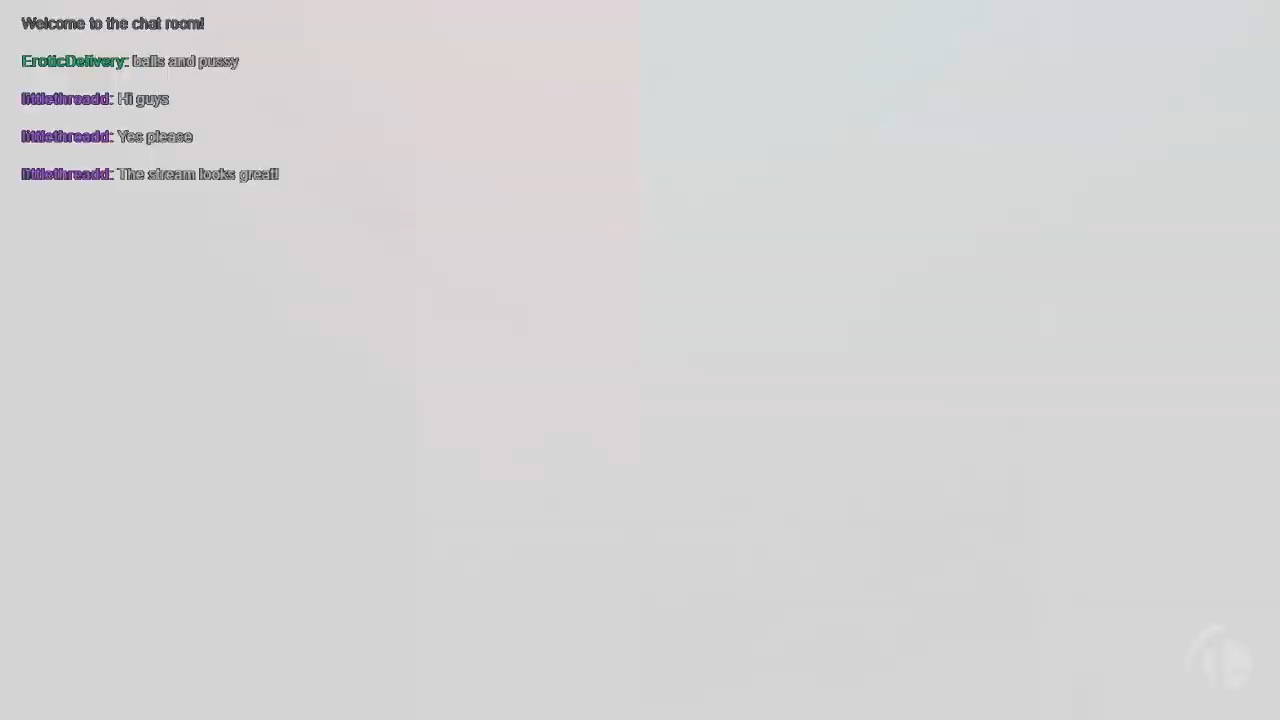 Welcome to the chat room!
EroticDelivery: balls and pussy
littlethreadd: Hi guys
littlethreadd: Yes please
littlethreadd: The stream looks great!